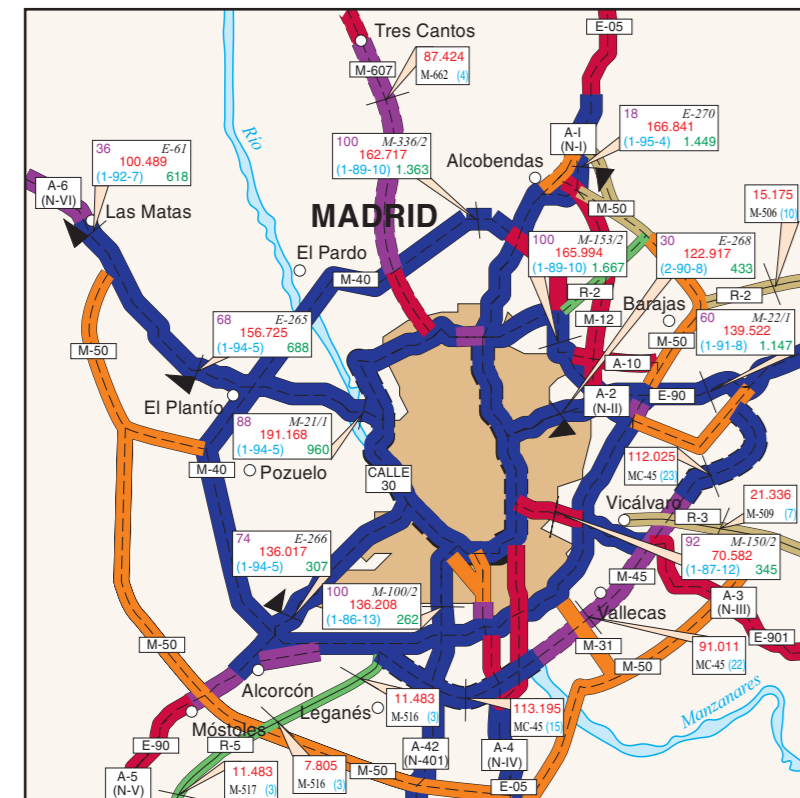 Tres Cantos
E-05
M-607
87.424
M-662 (4)
Río
36 E-61
100.489
(1-92-7) 618
100 M-336/2
162.717
(1-89-10) 1.363
A-I
(N-I)
18 E-270
166.841
(1-95-4) 1.449
Alcobendas
A-6
(N-VI)
Las Matas
MADRID
M-50
15.175
M-506 (10)
El Pardo
M-40
100 M-153/2
165.994
(1-89-10) 1.667
30 E-268
122.917
(2-90-8) 433
R-2
R-2
Barajas
M-12
68 E-265
156.725
(1-94-5) 688
60 M-22/1
139.522
(1-91-8) 1.147
M-50
M-50
A-10
El Plantío
A-2
(N-II)
E-90
88 M-21/1
191.168
(1-94-5) 960
M-40
Pozuelo
CALLE
30
112.025
MC-45 (23)
Vicálvaro
21.336
M-509 (7)
R-3
74 E-266
136.017
(1-94-5) 307
92 M-150/2
70.582
(1-87-12) 345
M-45
100 M-100/2
136.208
(1-86-13) 262
Vallecas
A-3
(N-III)
E-901
M-50
M-31
91.011
MC-45 (22)
M-50
Alcorcón
Manzanares
11.483
M-516 (3)
Leganés
113.195
MC-45 (15)
Móstoles
E-90
R-5
A-42
(N-401)
A-4
(N-IV)
7.805
M-516 (3)
M-50
A-5
(N-V)
11.483
M-517 (3)
E-05